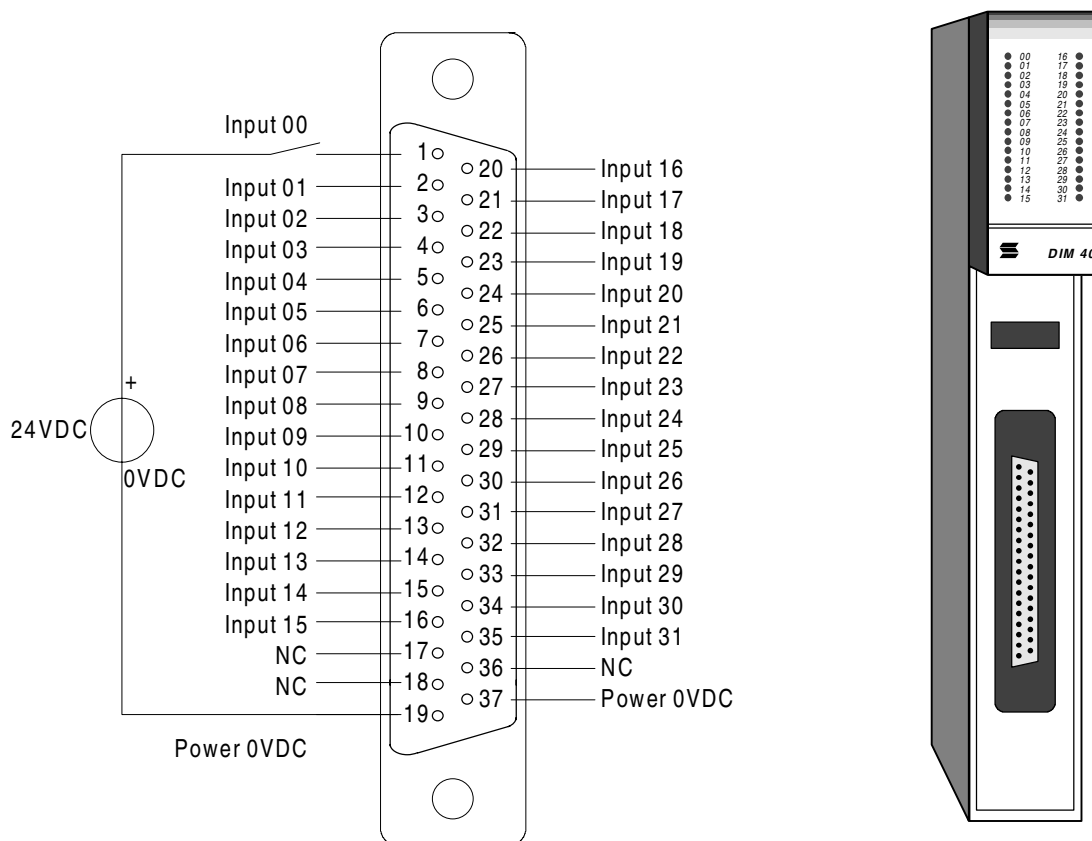 Input 00
1 20 Input 16
Input 01 2 21 Input 17
Input 02 3 22 Input 18
Input 03 4 23 Input 19
Input 04 5 24 Input 20
Input 05 6 25 Input 21
Input 06 7 26 Input 22
Input 07 8 27 Input 23
Input 08 9 28 Input 24
Input 09 10 29 Input 25
Input 10 11 30 Input 26
Input 11 12 31 Input 27
Input 12 13 32 Input 28
Input 13 14 33 Input 29
Input 14 15 34 Input 30
Input 15 16 35 Input 31
NC 17 36 NC
NC 18 37 Power 0VDC
19
Power 0VDC
+
24VDC
0VDC
00 16
01 17
02 18
03 19
04 20
05 21
06 22
07 23
08 24
09 25
10 26
11 27
12 28
13 29
14 30
15 31
DIM 40